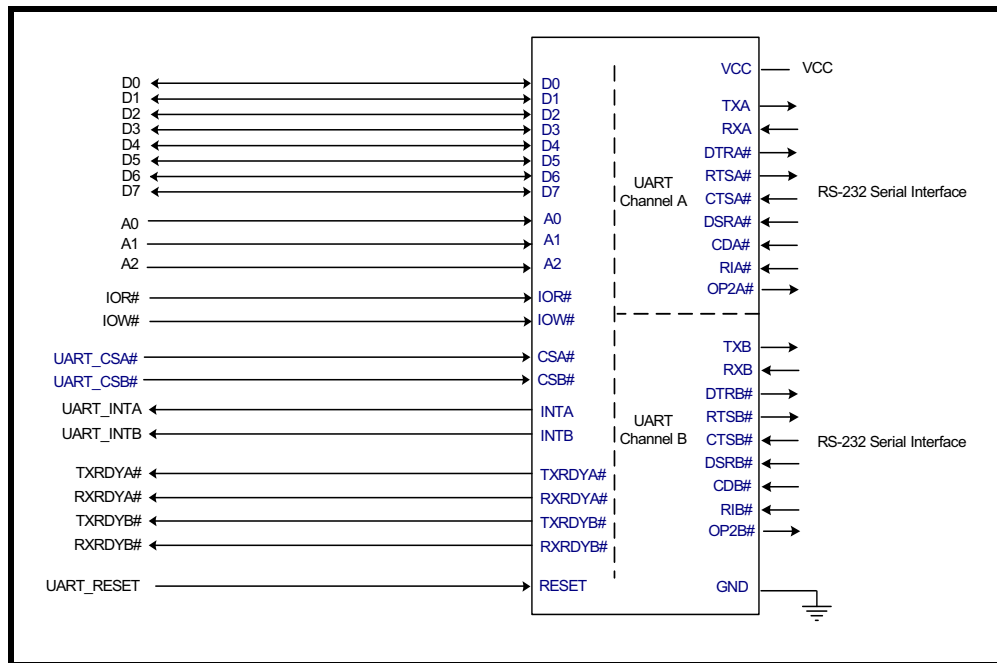 D0
D1
D2
D3
D4
D5
D6
D7
A0
A1
A2
IOR#
IOW#
UART_CSA#
UART_CSB#
UART_INTA
UART_INTB
TXRDYA#
RXRDYA#
TXRDYB#
RXRDYB#
UART_RESET
D0
D1
D2
D3
D4
D5
D6
D7
A0
A1
A2
IOR#
IOW#
CSA#
CSB#
INTA
INTB
TXRDYA#
RXRDYA#
TXRDYB#
RXRDYB#
RESET
UART
Channel A
UART
Channel B
VCC
TXA
RXA
DTRA#
RTSA#
CTSA#
DSRA#
CDA#
RIA#
OP2A#
TXB
RXB
DTRB#
RTSB#
CTSB#
DSRB#
CDB#
RIB#
OP2B#
GND
VCC
RS-232 Serial Interface
RS-232 Serial Interface